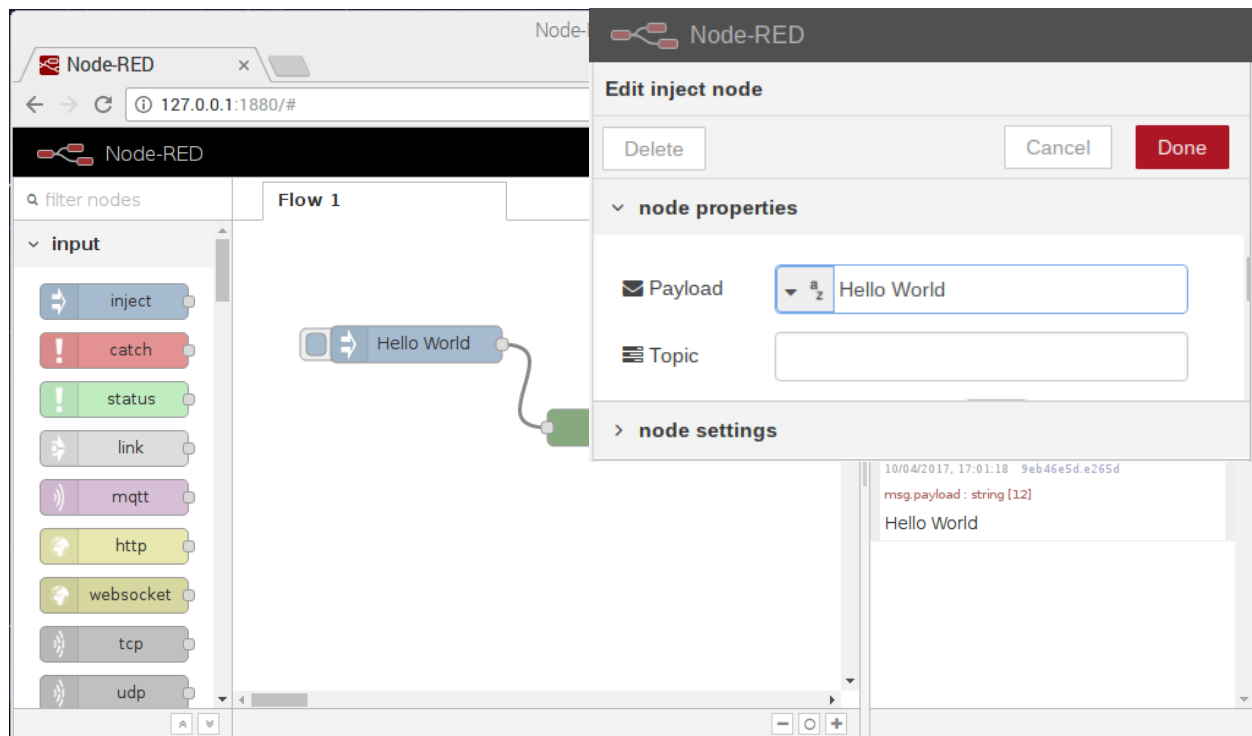 Node-
Node-RED
127.0.0.1:1880/#
Node-RED
filter nodes
Flow 1
input
inject
catch
status
link
mqtt
http
websocket
tcp
udp
Hello World
Node-RED
Edit inject node
Delete Cancel Done
node properties
Payload
az Hello World
Topic
node settings
10/04/2017, 17:01:18 9eb46e5d.e265d
msg.payload : string [12]
Hello World